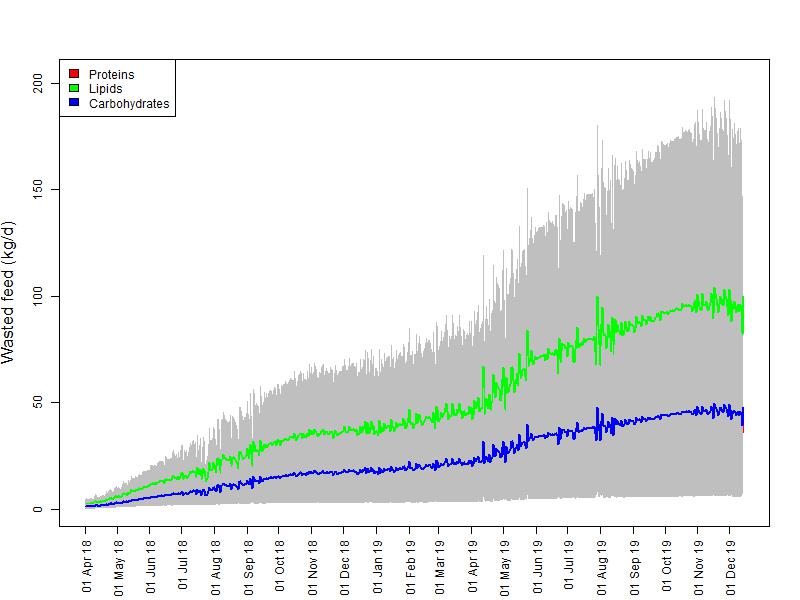 Proteins
Lipids
Carbohydrates
Wasted feed (kg/d)
200
150
100
50
0
01 Apr 18
01 May 18
01 Jun 18
01 Jul 18
01 Aug 18
01 Sep 18
01 Oct 18
01 Nov 18
01 Dec 18
01 Jan 19
01 Feb 19
01 Mar 19
01 Apr 19
01 May 19
01 Jun 19
01 Jul 19
01 Aug 19
01 Sep 19
01 Oct 19
01 Nov 19
01 Dec 19